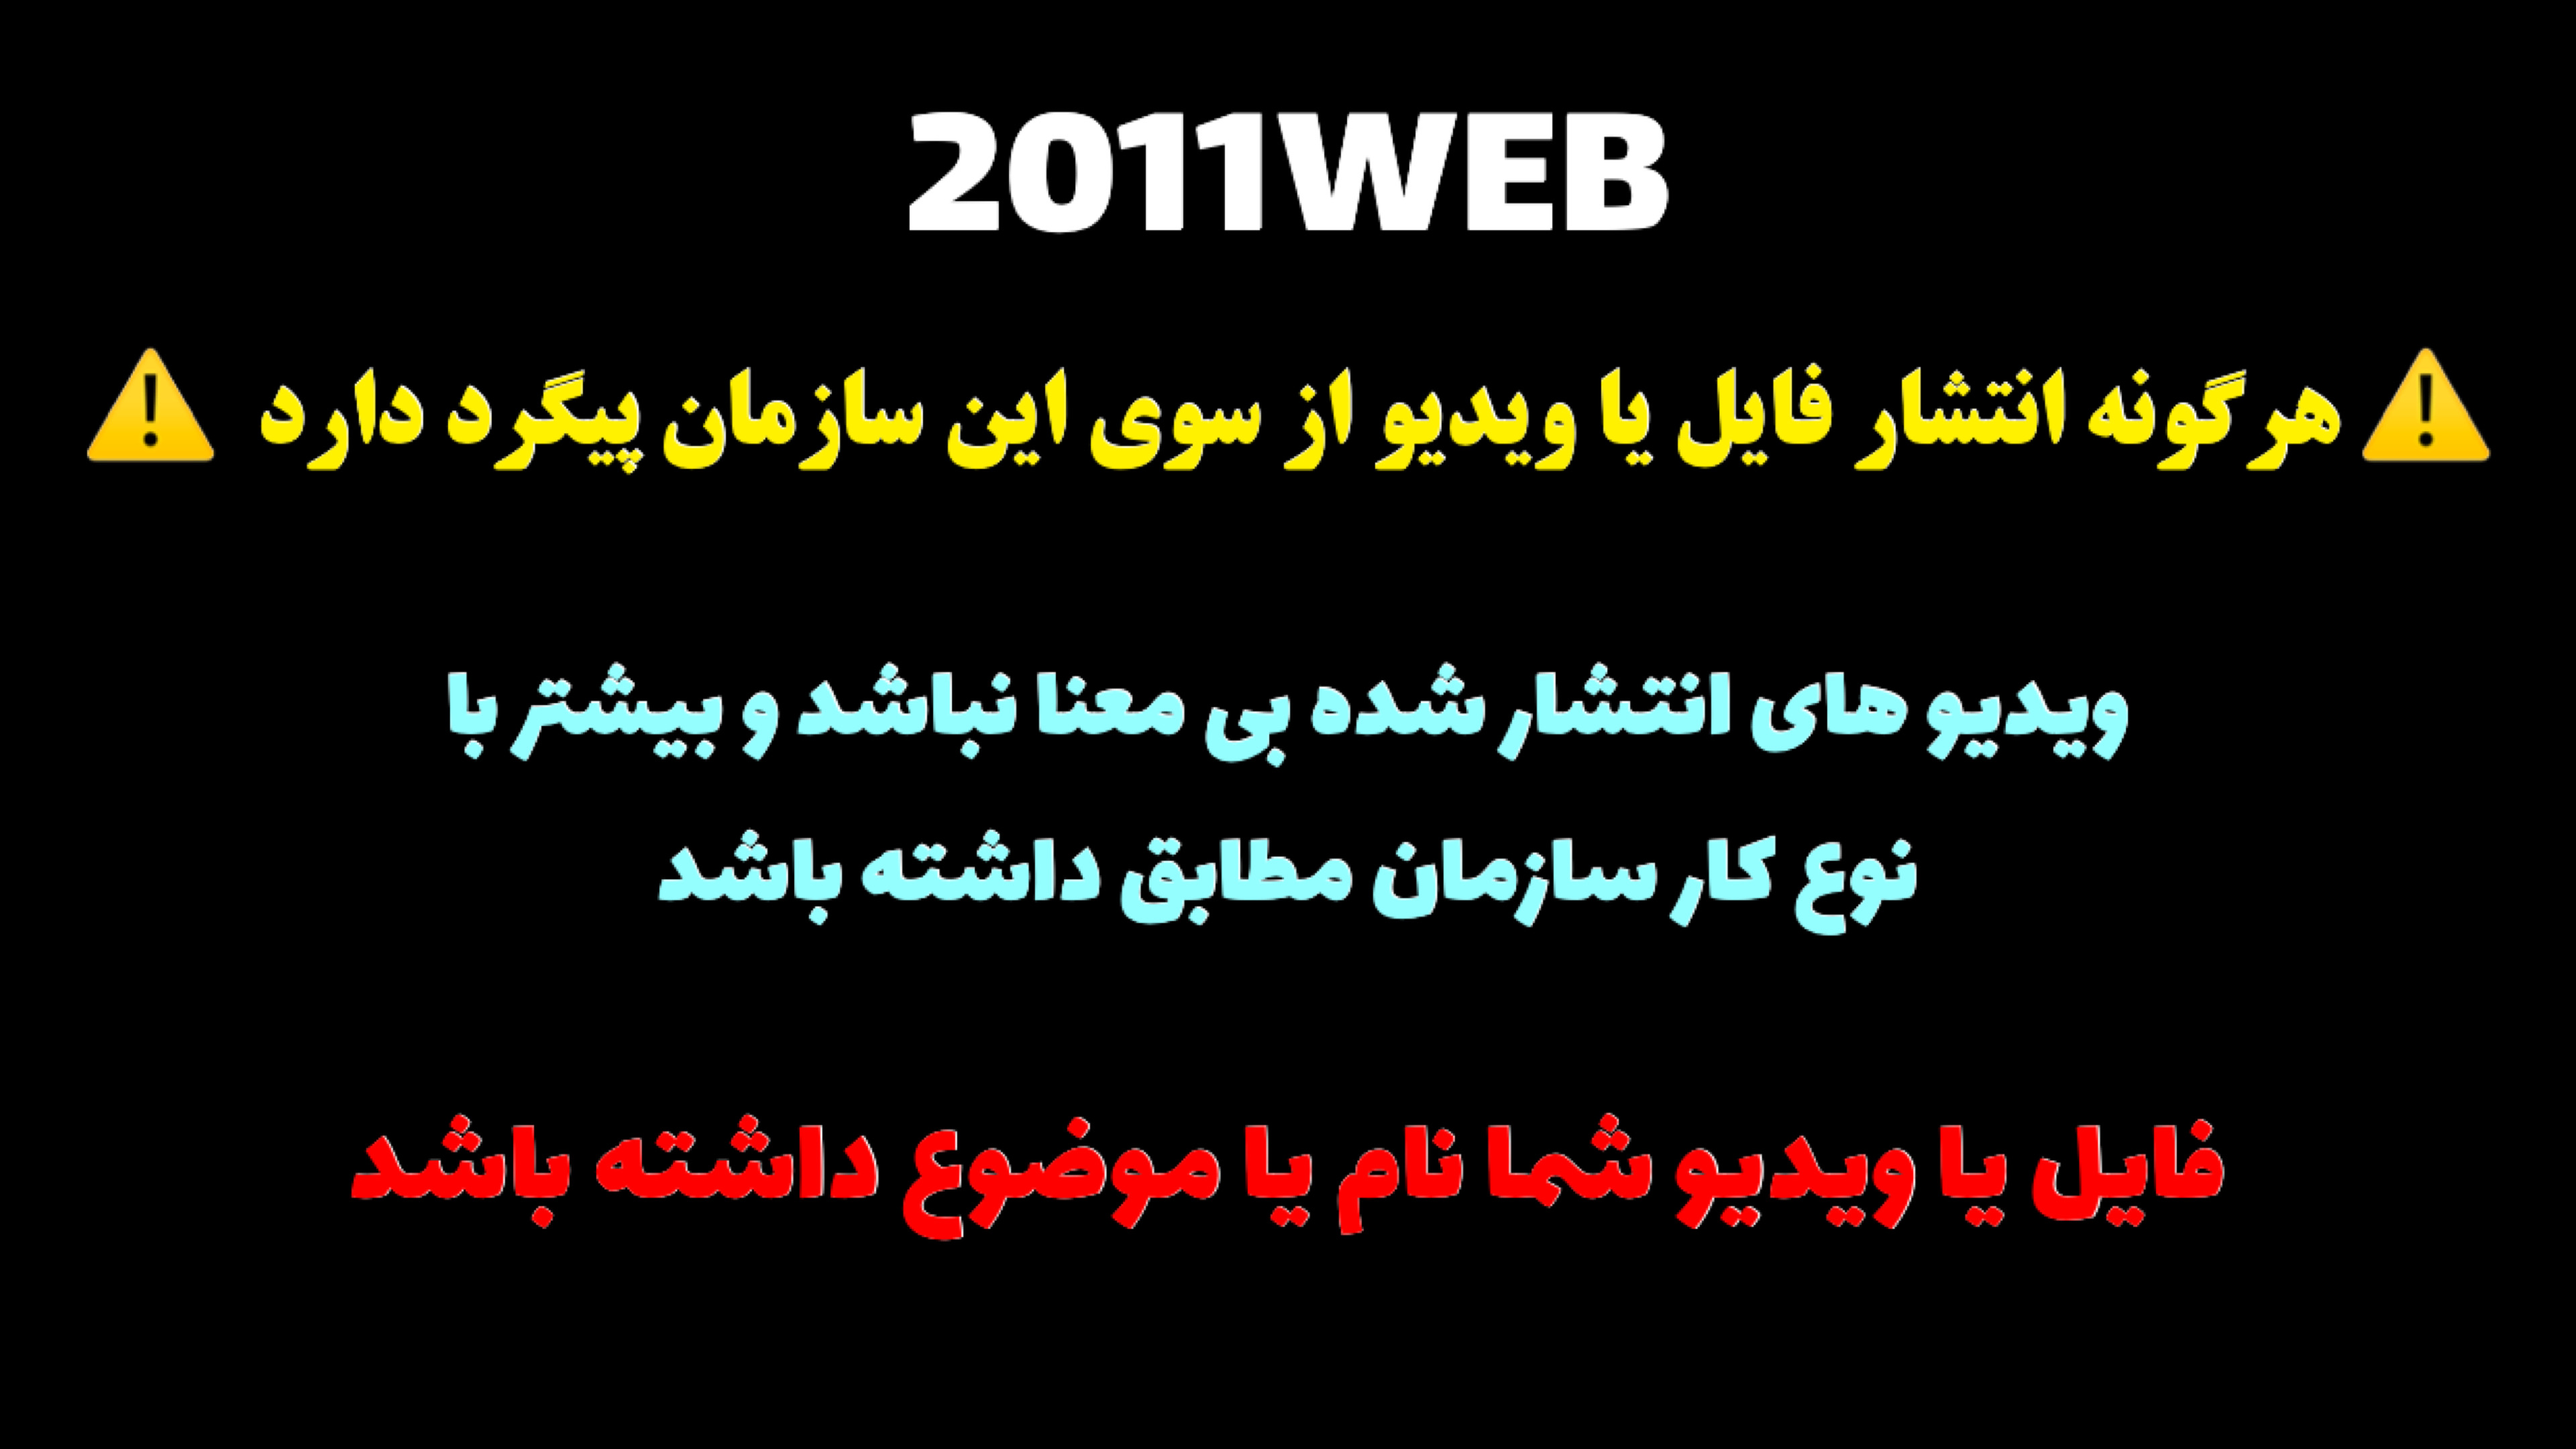 2011WEB
⚠️هرگونه انتشار فایل یا ویدیو از سوی این سازمان پیگرد دارد ⚠️
ویدیو های انتشار شده بی معنا نباشد و بیشتر با
نوع کار سازمان مطابق داشته باشد
فایل یا ویدیو شما نام یا موضوع داشته باشد